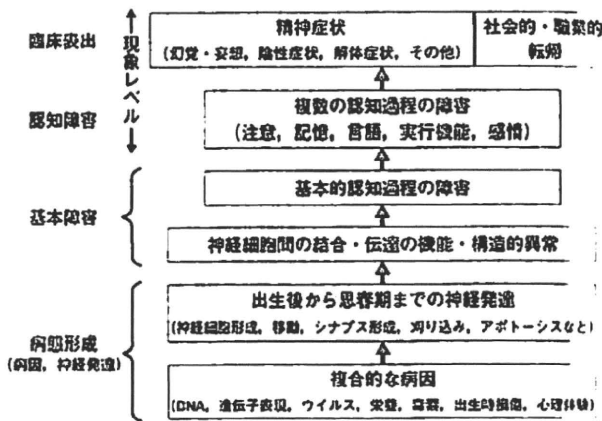 臨床表出
現象レベル
精神症状
(幻覚・妄想, 陰性症状, 解体症状, その他)
社会的・職業的
転帰
認知障害
複数の認知過程の障害
(注意, 記憶, 言語, 実行機能, 感情)
基本障害
基本的認知過程の障害
神経細胞間の結合・伝達の機能・構造的異常
病態形成
(病因, 神経発達)
出生後から思春期までの神経発達
(神経細胞形成, 移動, シナプス形成, 刈り込み, アポトーシスなど)
複合的な病因
(DNA, 遺伝子表現, ウイルス, 栄養, 毒素, 出生時損傷, 心理体験)